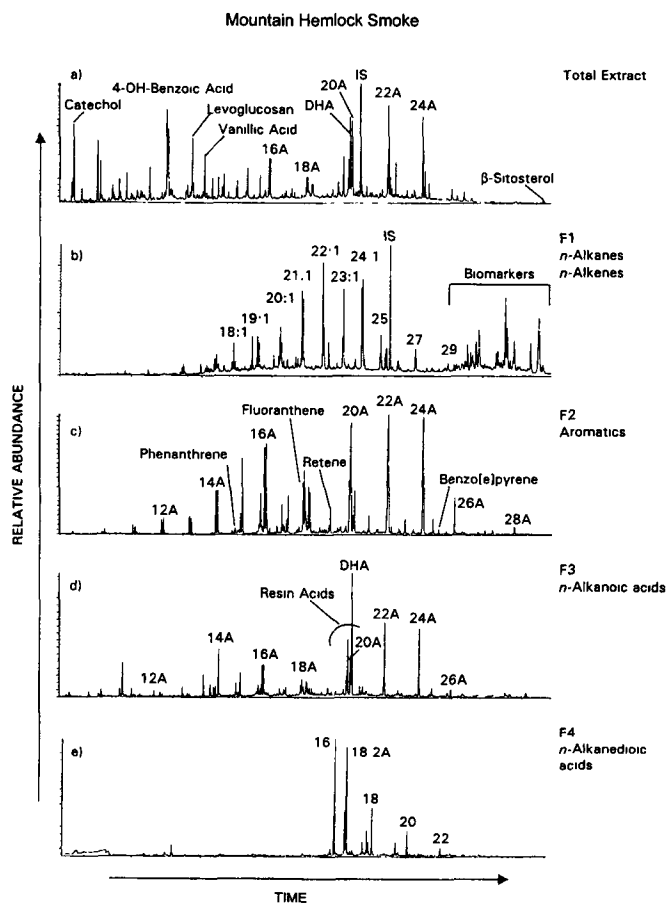 Mountain Hemlock Smoke
a)
Total Extract
Catechol
4-OH-Benzoic Acid
Levoglucosan
Vanillic Acid
16A
18A
DHA
20A
IS
22A
24A
β-Sitosterol
b)
F1
n-Alkanes
n-Alkenes
18:1
19·1
20:1
21.1
22·1
23:1
24 1
IS
25
27
29
Biomarkers
c)
F2
Aromatics
12A
14A
Phenanthrene
16A
Fluoranthene
Retene
20A
22A
24A
Benzo[e]pyrene
26A
28A
d)
F3
n-Alkanoic acids
12A
14A
16A
18A
Resin Acids
DHA
20A
22A
24A
26A
e)
F4
n-Alkanedioic
acids
16
18 2A
18
20
22
RELATIVE ABUNDANCE
TIME